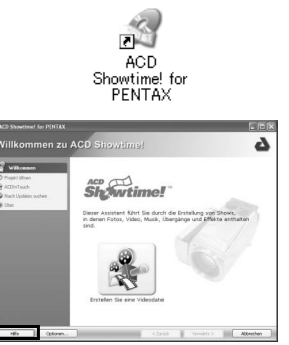 ACD
Showtime! for
PENTAX
ACD Showtime! for PENTAX
Willkommen zu ACD Showtime!
Willkommen
Projekt öffnen
ACDInTouch
Nach Updates suchen
Über
ACD
Showtime!™
Dieser Assistent führt Sie durch die Erstellung von Shows,
in denen Fotos, Video, Musik, Übergänge und Effekte enthalten
sind.
Erstellen Sie eine Videodatei
Hilfe
Optionen...
< Zurück
Abbrechen